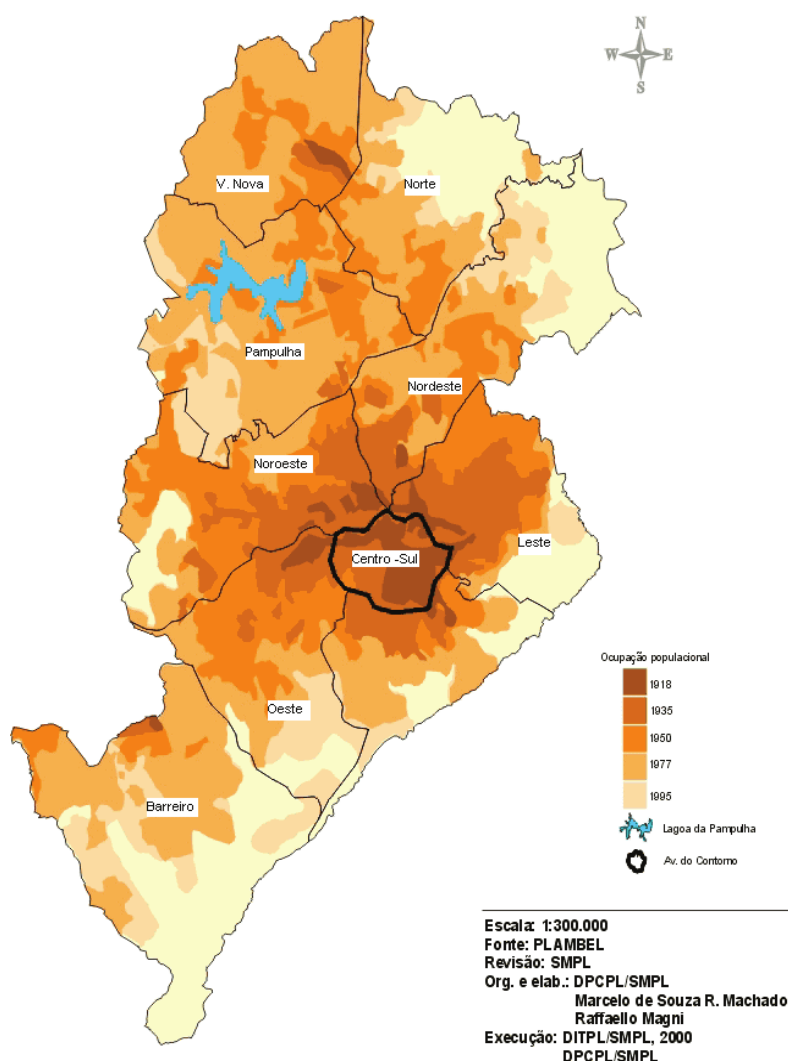 N
W E
S
V. Nova
Norte
Pampulha
Nordeste
Noroeste
Centro -Sul
Leste
Oeste
Barreiro
Ocupação populacional
1918
1935
1950
1977
1995
Lagoa da Pampulha
Av. do Contorno
Escala: 1:300.000
Fonte: PLAMBEL
Revisão: SMPL
Org. e elab.: DPCPL/SMPL
Marcelo de Souza R. Machado
Raffaello Magni
Execução: DITPL/SMPL, 2000
DPCPL/SMPL